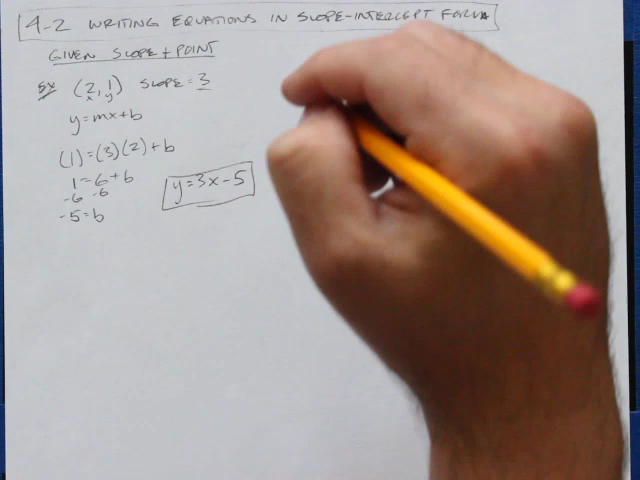 4-2 WRITING EQUATIONS IN SLOPE-INTERCEPT FORM
GIVEN SLOPE + POINT
EX (2, 1) SLOPE = 3
x y
y=mx+b
(1)=(3)(2)+b
1=6+b
-6 -6
-5=b
y=3x-5